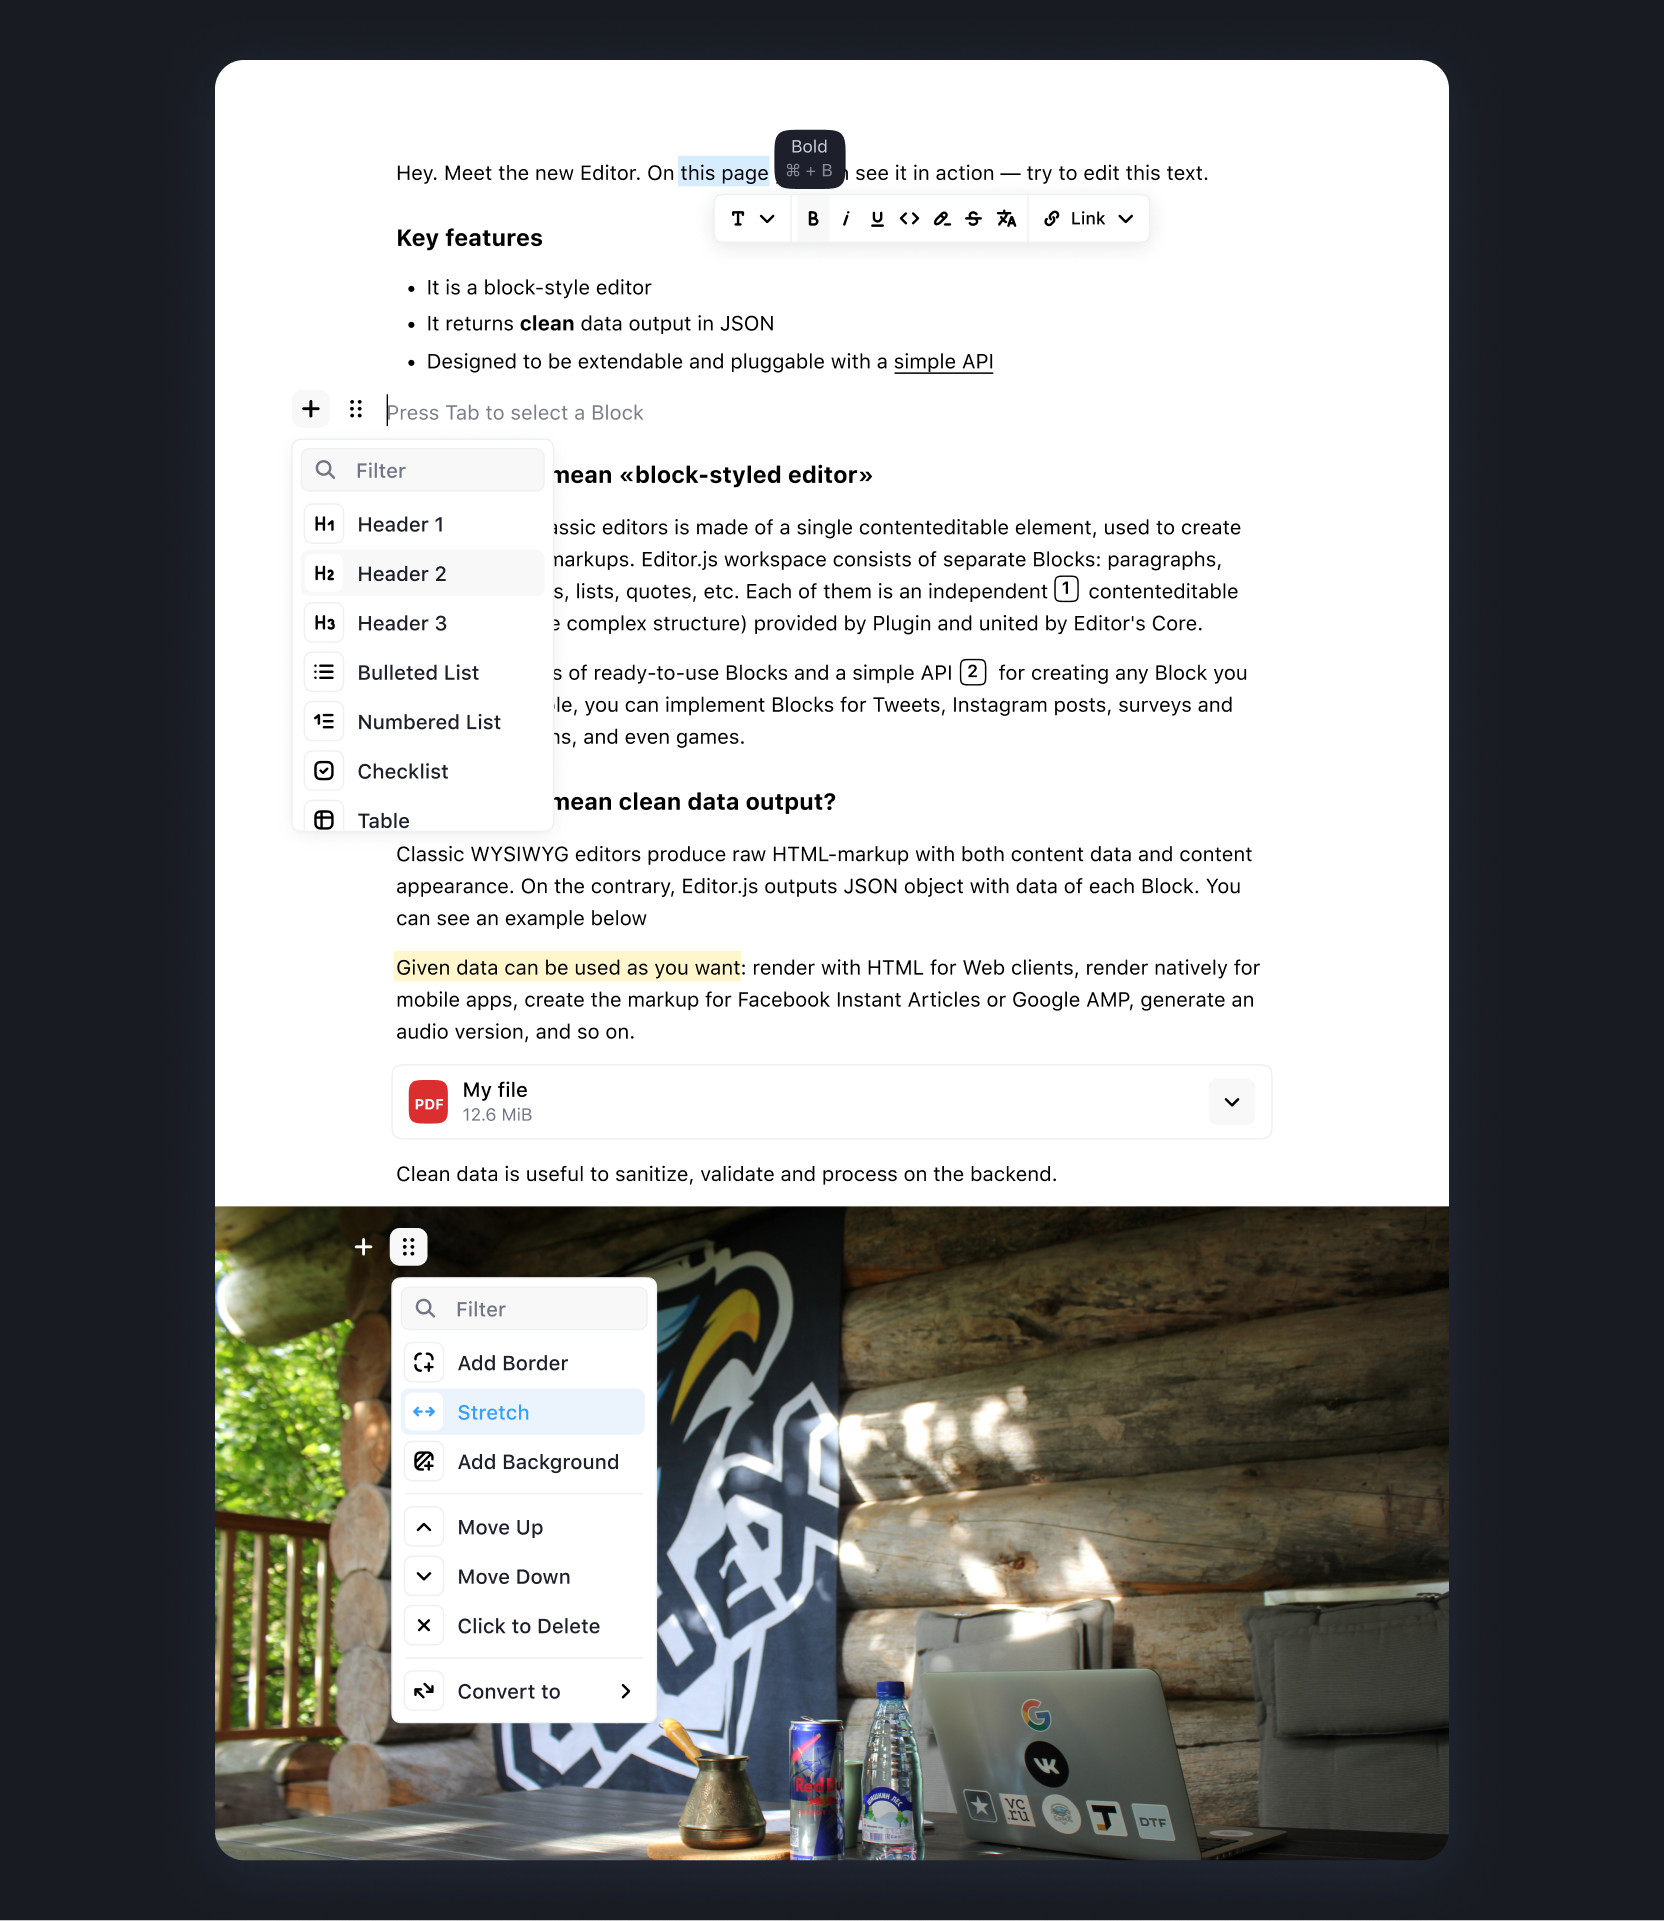 Bold
⌘ + B
Hey. Meet the new Editor. On this page see it in action — try to edit this text.
B i U Link
Key features
• It is a block-style editor
• It returns clean data output in JSON
• Designed to be extendable and pluggable with a simple API
Press Tab to select a Block
Filter
H1 Header 1
H2 Header 2
H3 Header 3
Bulleted List
Numbered List
Checklist
Table
mean «block-styled editor»
editors is made of a single contenteditable element, used to create
markups. Editor.js workspace consists of separate Blocks: paragraphs,
lists, quotes, etc. Each of them is an independent 1 contenteditable
complex structure) provided by Plugin and united by Editor's Core.
of ready-to-use Blocks and a simple API 2 for creating any Block you
you can implement Blocks for Tweets, Instagram posts, surveys and
and even games.
mean clean data output?
Classic WYSIWYG editors produce raw HTML-markup with both content data and content
appearance. On the contrary, Editor.js outputs JSON object with data of each Block. You
can see an example below
Given data can be used as you want: render with HTML for Web clients, render natively for
mobile apps, create the markup for Facebook Instant Articles or Google AMP, generate an
audio version, and so on.
PDF
My file
12.6 MiB
Clean data is useful to sanitize, validate and process on the backend.
Filter
Add Border
Stretch
Add Background
Move Up
Move Down
Click to Delete
Convert to
G
VK
vc
.ru
T
DTF